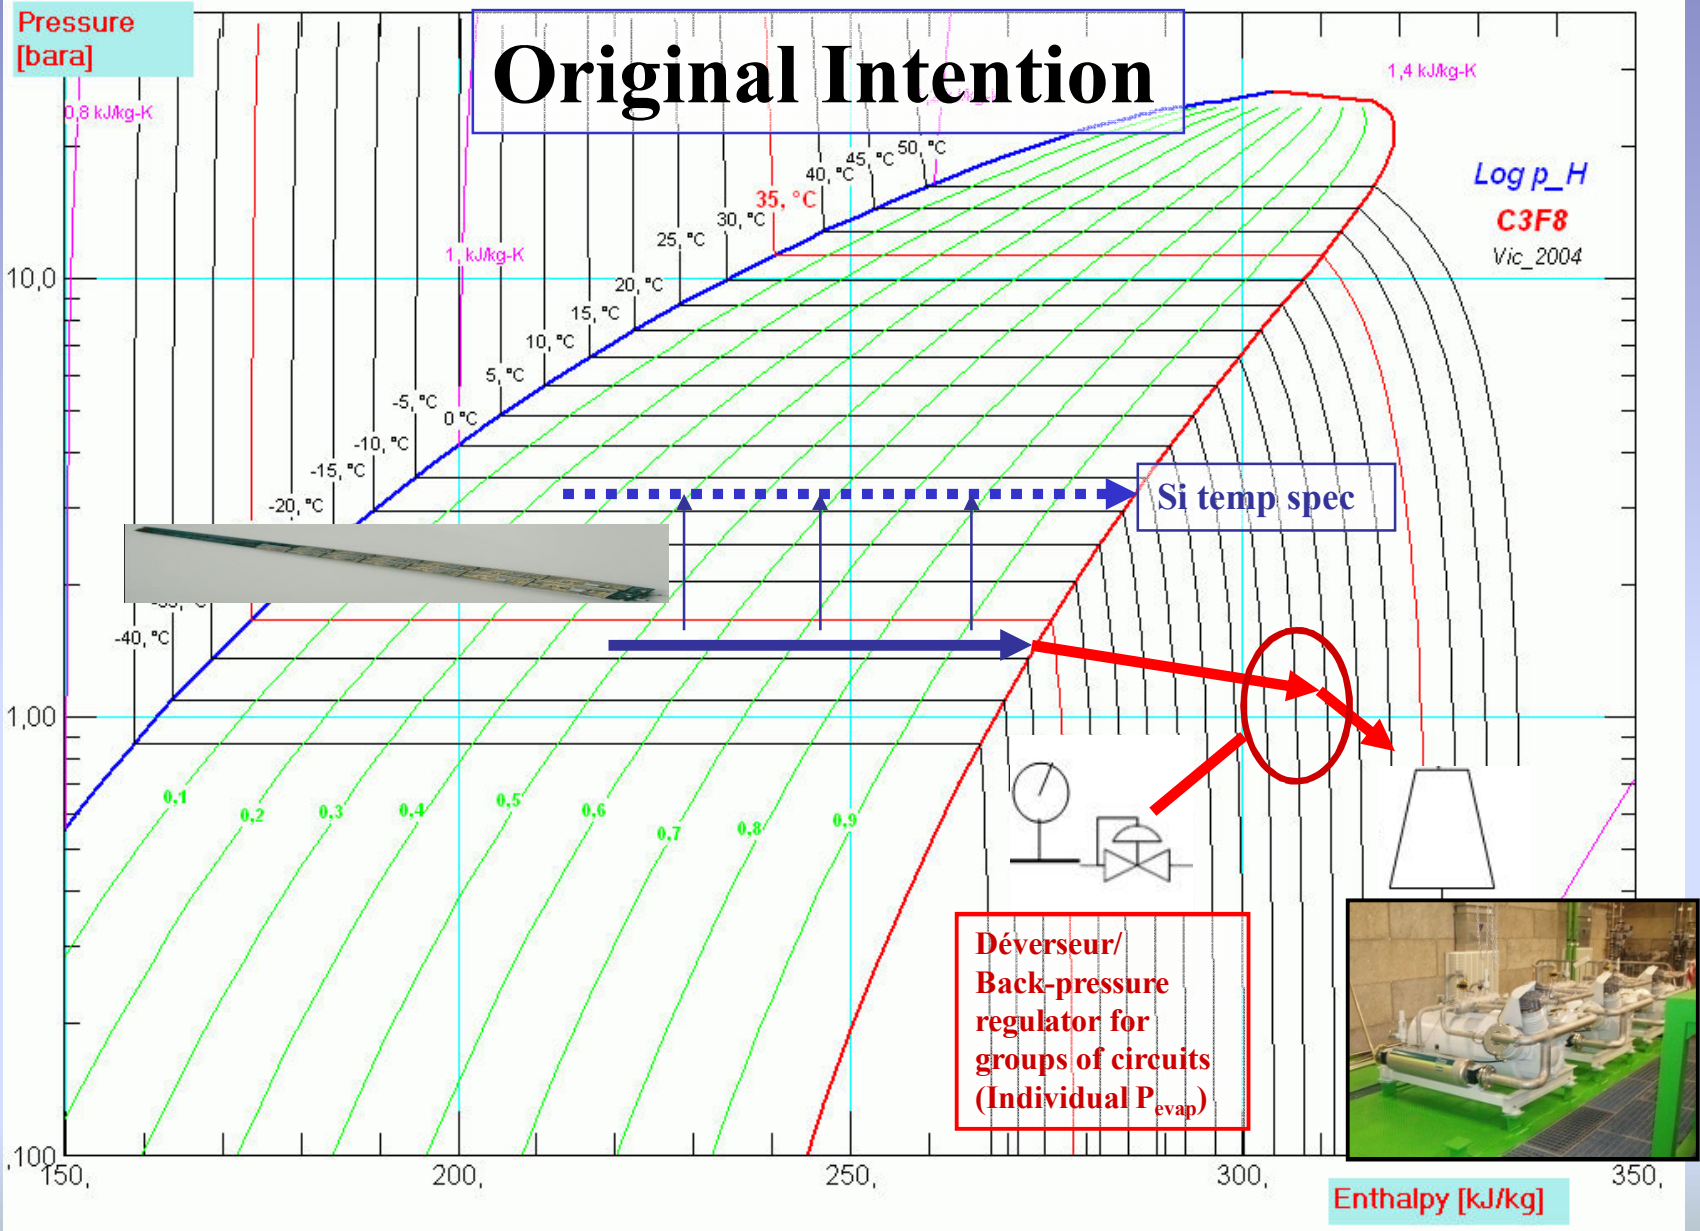 Pressure
[bara]
Original Intention
1,4 kJ/kg-K
0,8 kJ/kg-K
50, °C
45, °C
40, °C
35, °C
30, °C
25, °C
20, °C
15, °C
10, °C
5, °C
0 °C
-5, °C
-10, °C
-15, °C
-20, °C
-40, °C
1, kJ/kg-K
Log p_H
C3F8
Vic_2004
10,0
Si temp spec
1,00
0,1
0,2
0,3
0,4
0,5
0,6
0,7
0,8
0,9
Déverseur/
Back-pressure
regulator for
groups of circuits
(Individual Pevap)
,100
150,
200,
250,
300,
350,
Enthalpy [kJ/kg]